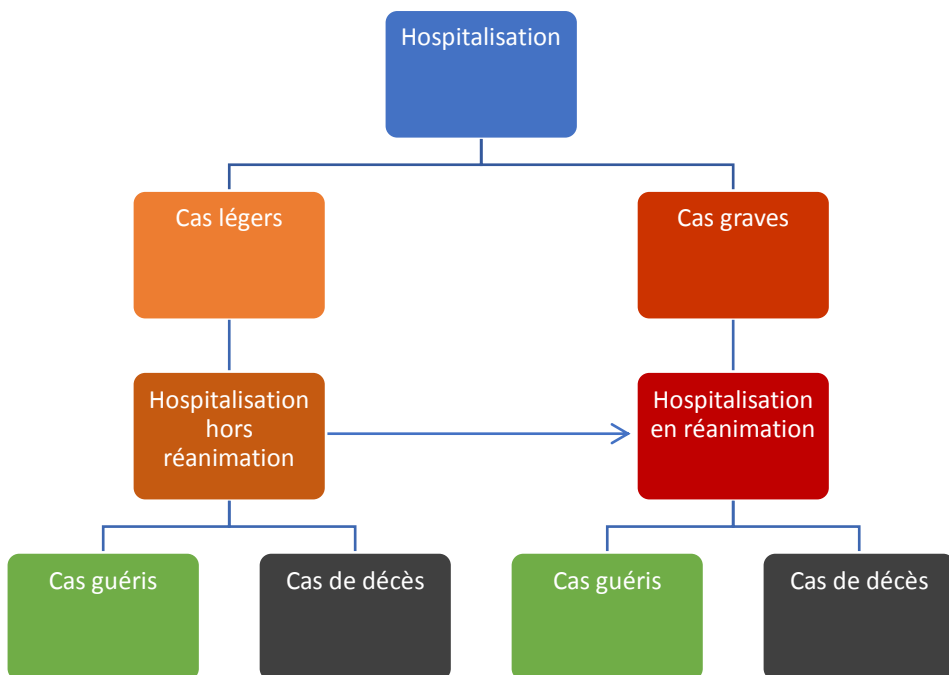 Hospitalisation
Cas légers
Cas graves
Hospitalisation
hors
réanimation
Hospitalisation
en réanimation
Cas guéris
Cas de décès
Cas guéris
Cas de décès